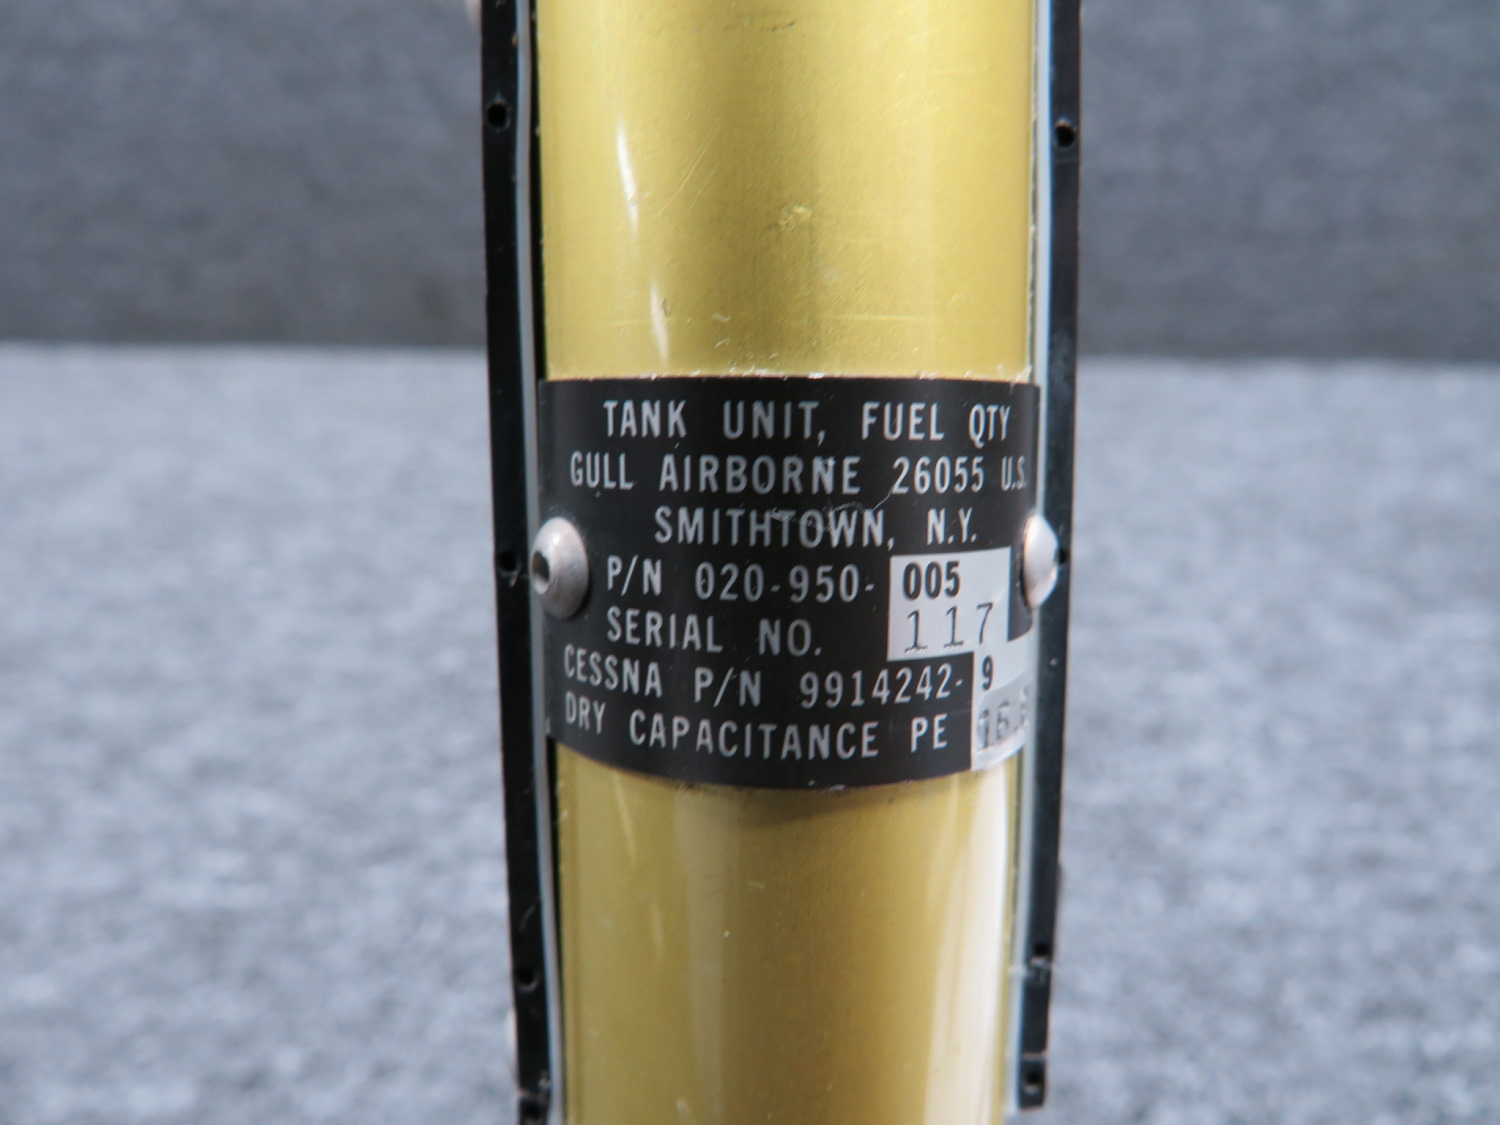 TANK UNIT, FUEL QTY
GULL AIRBORNE 26055 U.S.
SMITHTOWN, N.Y.
P/N 020-950-005
SERIAL NO. 117
CESSNA P/N 9914242-9
DRY CAPACITANCE PE